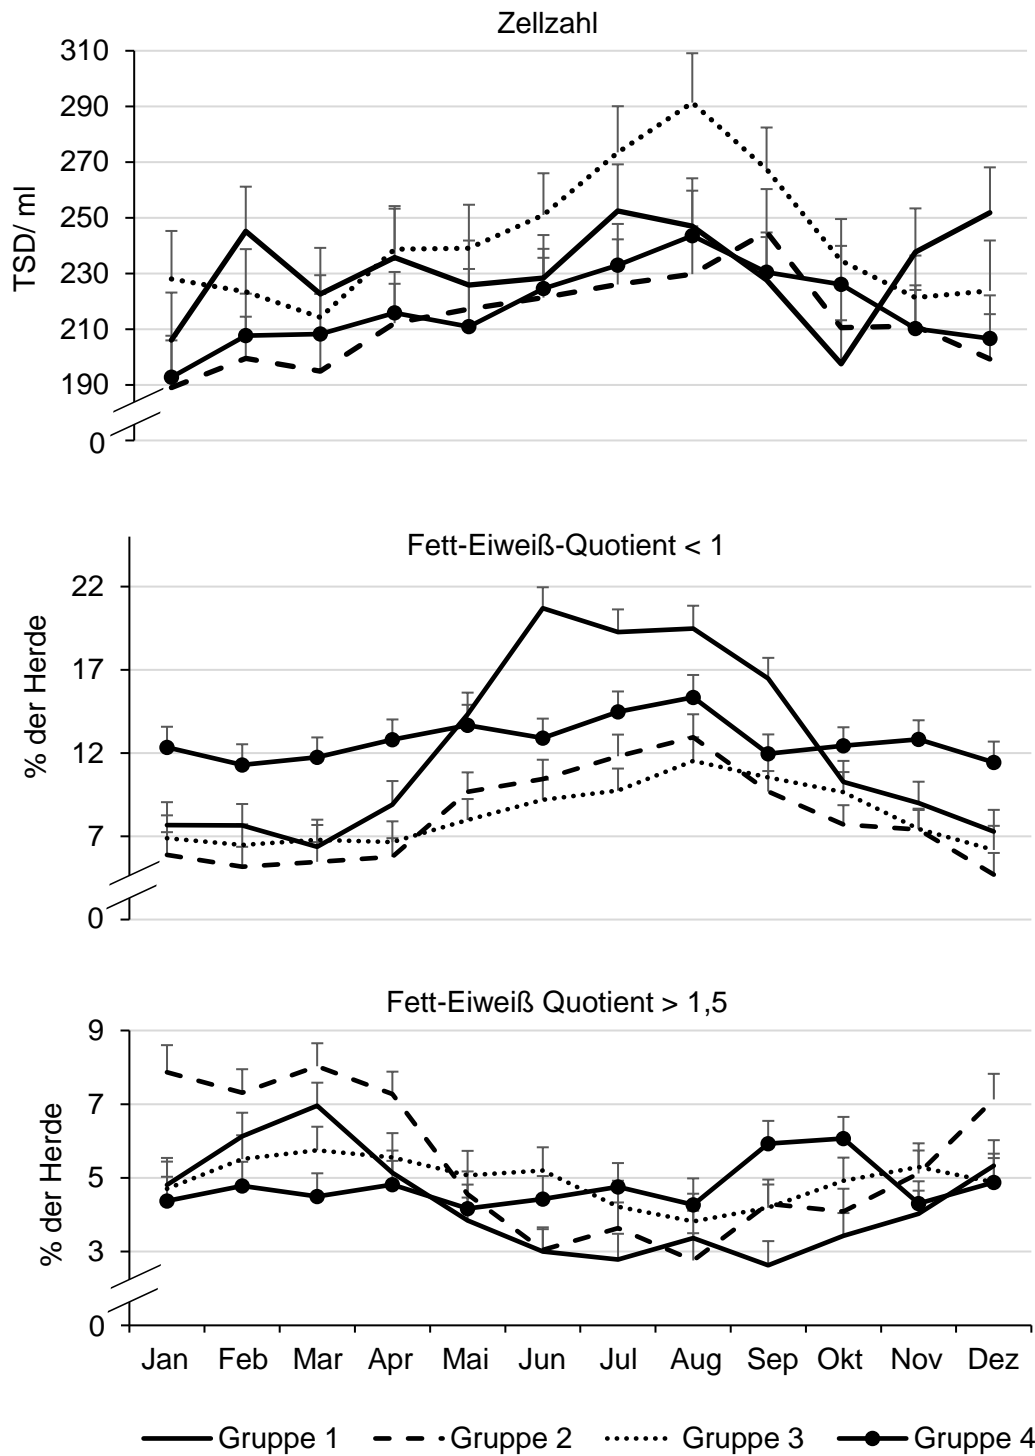 Zellzahl
310
290
270
250
230
210
190
0
TSD/ ml
Fett-Eiweiß-Quotient < 1
22
17
12
7
0
% der Herde
Fett-Eiweiß Quotient > 1,5
9
7
5
3
0
% der Herde
Jan Feb Mar Apr Mai Jun Jul Aug Sep Okt Nov Dez
Gruppe 1 Gruppe 2 Gruppe 3 Gruppe 4